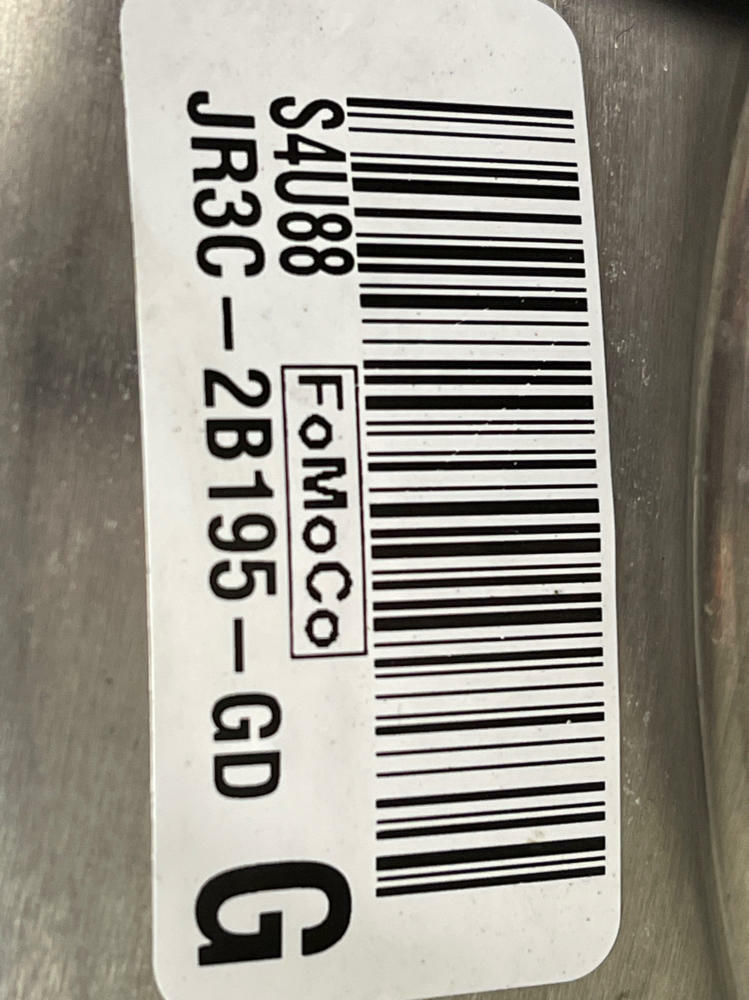 S4U88
FoMoCo
JR3C-2B195-GD
G